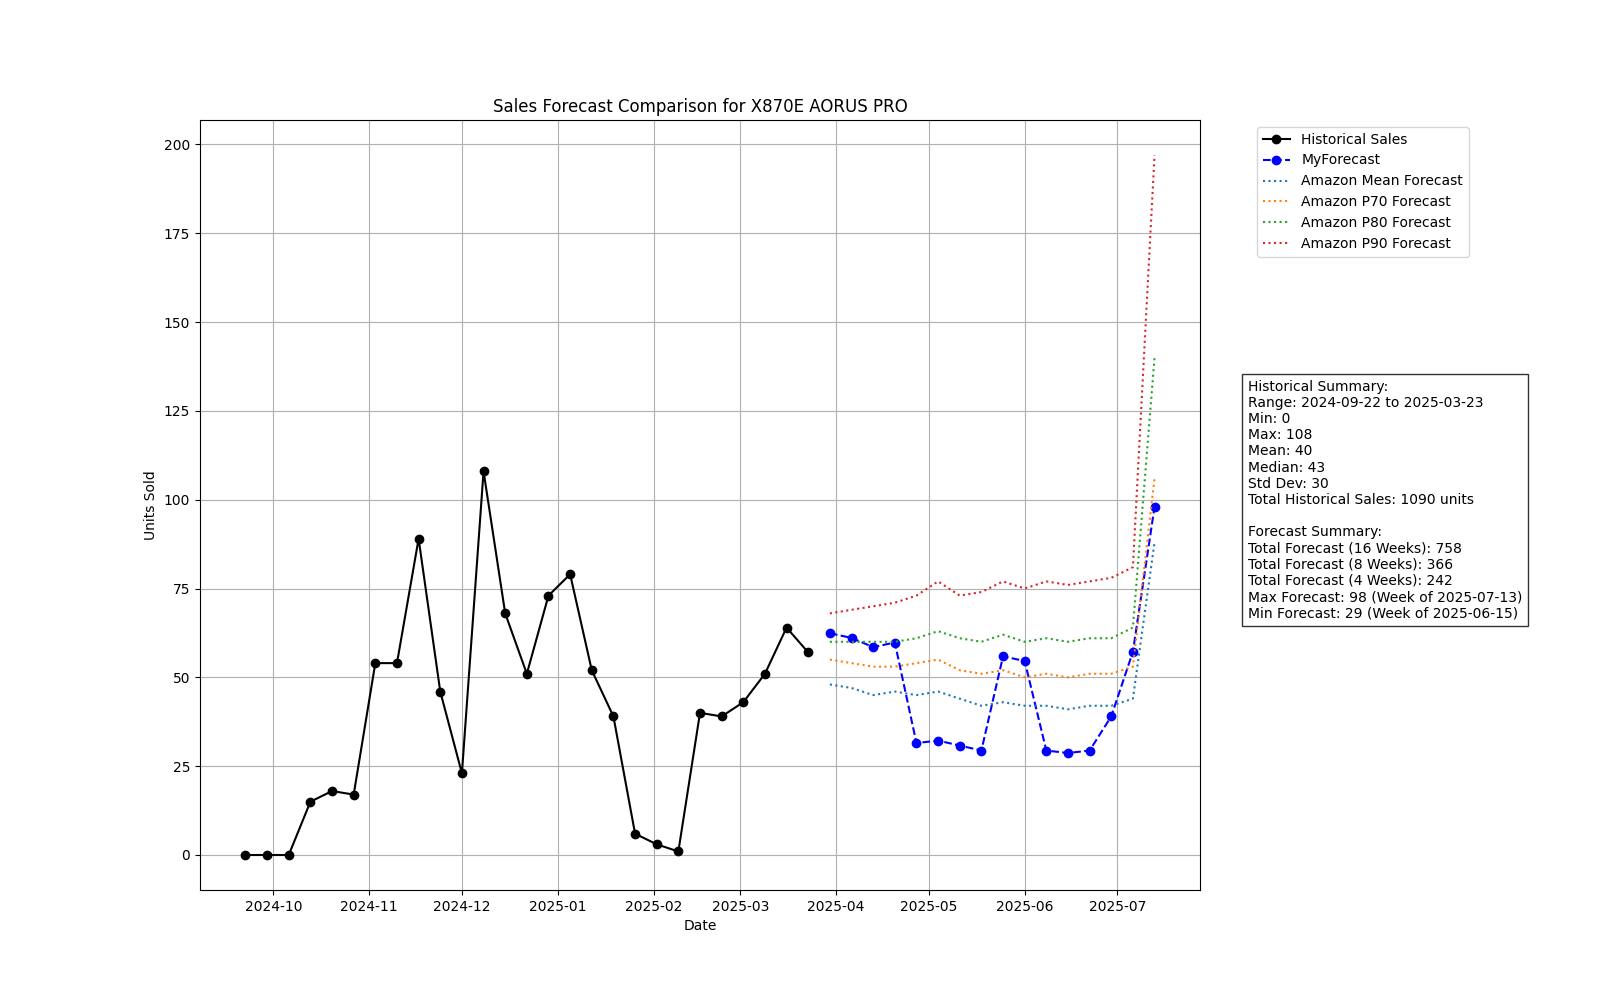 Sales Forecast Comparison for X870E AORUS PRO
200
175
150
125
100
75
50
25
0
Units Sold
2024-10
2024-11
2024-12
2025-01
2025-02
2025-03
2025-04
2025-05
2025-06
2025-07
Date
Historical Sales
MyForecast
Amazon Mean Forecast
Amazon P70 Forecast
Amazon P80 Forecast
Amazon P90 Forecast
Historical Summary:
Range: 2024-09-22 to 2025-03-23
Min: 0
Max: 108
Mean: 40
Median: 43
Std Dev: 30
Total Historical Sales: 1090 units
Forecast Summary:
Total Forecast (16 Weeks): 758
Total Forecast (8 Weeks): 366
Total Forecast (4 Weeks): 242
Max Forecast: 98 (Week of 2025-07-13)
Min Forecast: 29 (Week of 2025-06-15)